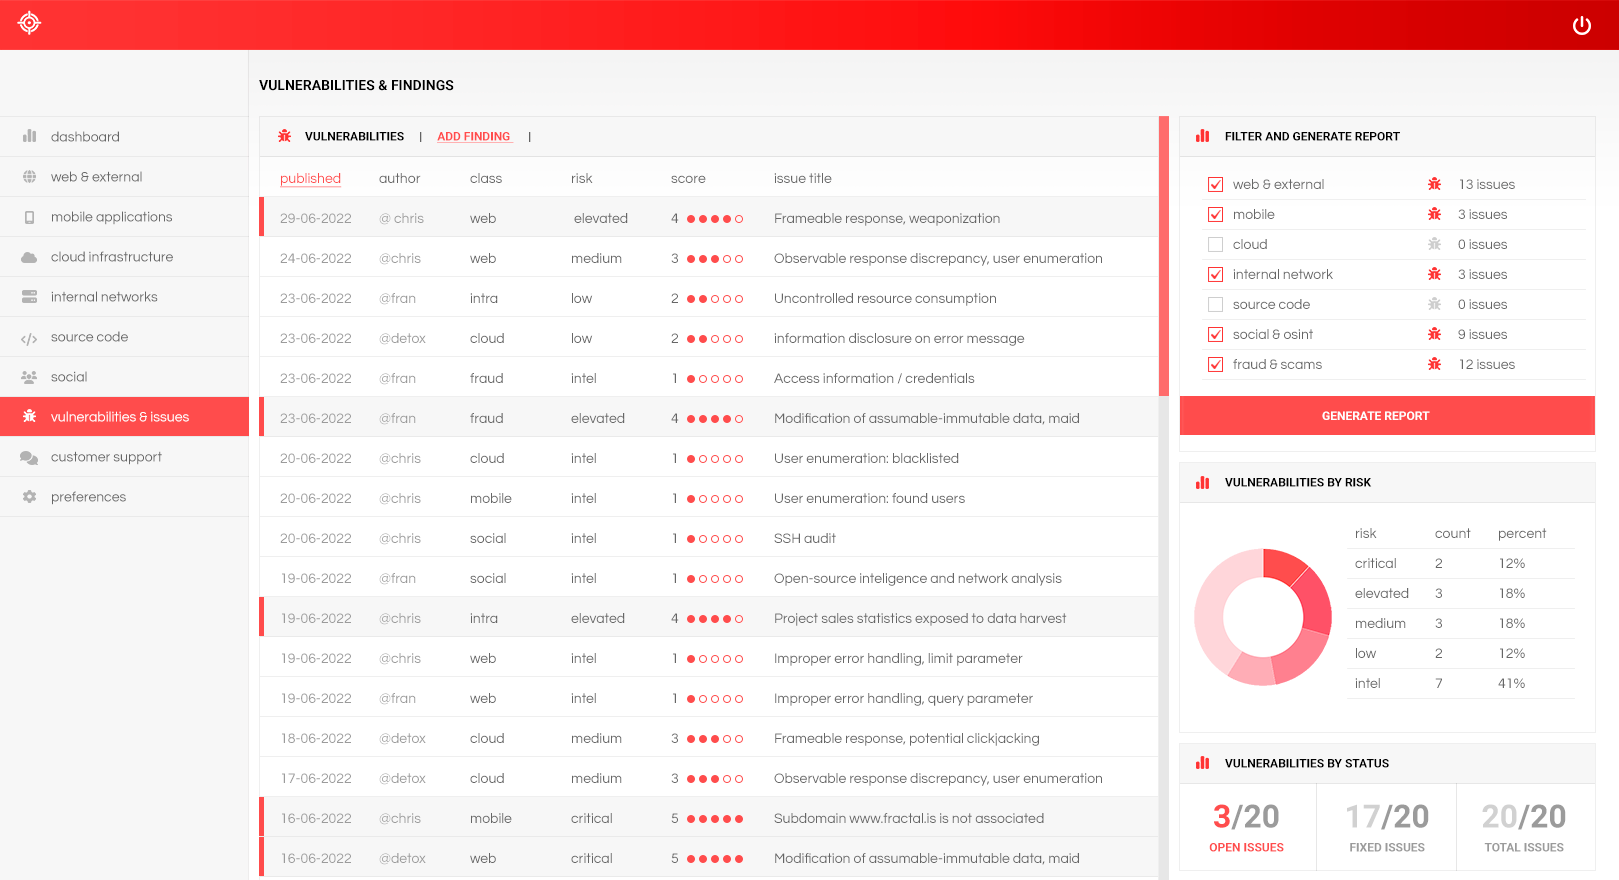 VULNERABILITIES & FINDINGS
dashboard
web & external
mobile applications
cloud infrastructure
internal networks
source code
social
vulnerabilities & issues
customer support
preferences
VULNERABILITIES | ADD FINDING |
published author class risk score issue title
29-06-2022 @ chris web elevated 4 Frameable response, weaponization
24-06-2022 @chris web medium 3 Observable response discrepancy, user enumeration
23-06-2022 @fran intra low 2 Uncontrolled resource consumption
23-06-2022 @detox cloud low 2 information disclosure on error message
23-06-2022 @fran fraud intel 1 Access information / credentials
23-06-2022 @fran fraud elevated 4 Modification of assumable-immutable data, maid
20-06-2022 @chris cloud intel 1 User enumeration: blacklisted
20-06-2022 @chris mobile intel 1 User enumeration: found users
20-06-2022 @chris social intel 1 SSH audit
19-06-2022 @fran social intel 1 Open-source inteligence and network analysis
19-06-2022 @chris intra elevated 4 Project sales statistics exposed to data harvest
19-06-2022 @chris web intel 1 Improper error handling, limit parameter
19-06-2022 @fran web intel 1 Improper error handling, query parameter
18-06-2022 @detox cloud medium 3 Frameable response, potential clickjacking
17-06-2022 @detox cloud medium 3 Observable response discrepancy, user enumeration
16-06-2022 @chris mobile critical 5 Subdomain www.fractal.is is not associated
16-06-2022 @detox web critical 5 Modification of assumable-immutable data, maid
FILTER AND GENERATE REPORT
web & external 13 issues
mobile 3 issues
cloud 0 issues
internal network 3 issues
source code 0 issues
social & osint 9 issues
fraud & scams 12 issues
GENERATE REPORT
VULNERABILITIES BY RISK
risk count percent
critical 2 12%
elevated 3 18%
medium 3 18%
low 2 12%
intel 7 41%
VULNERABILITIES BY STATUS
3/20 17/20 20/20
OPEN ISSUES FIXED ISSUES TOTAL ISSUES